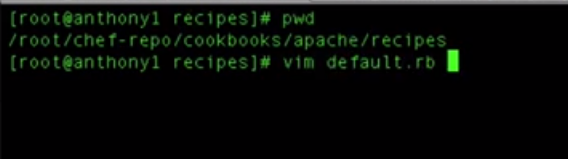 [root@anthony1 recipes]# pwd
/root/chef-repo/cookbooks/apache/recipes
[root@anthony1 recipes]# vim default.rb